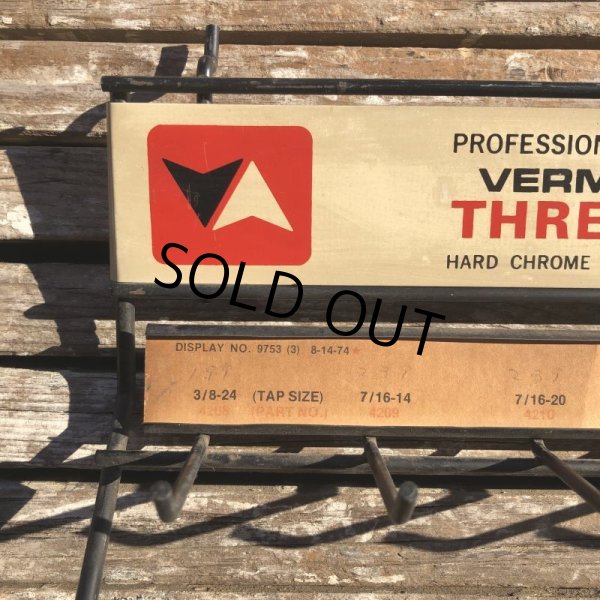 PROFESSION
VERM
THRE
HARD CHROME
SOLD OUT
DISPLAY NO. 9753 (3) 8-14-74
3/8-24 (TAP SIZE) 7/16-14 7/16-20
4208 (PART NO.) 4209 4210